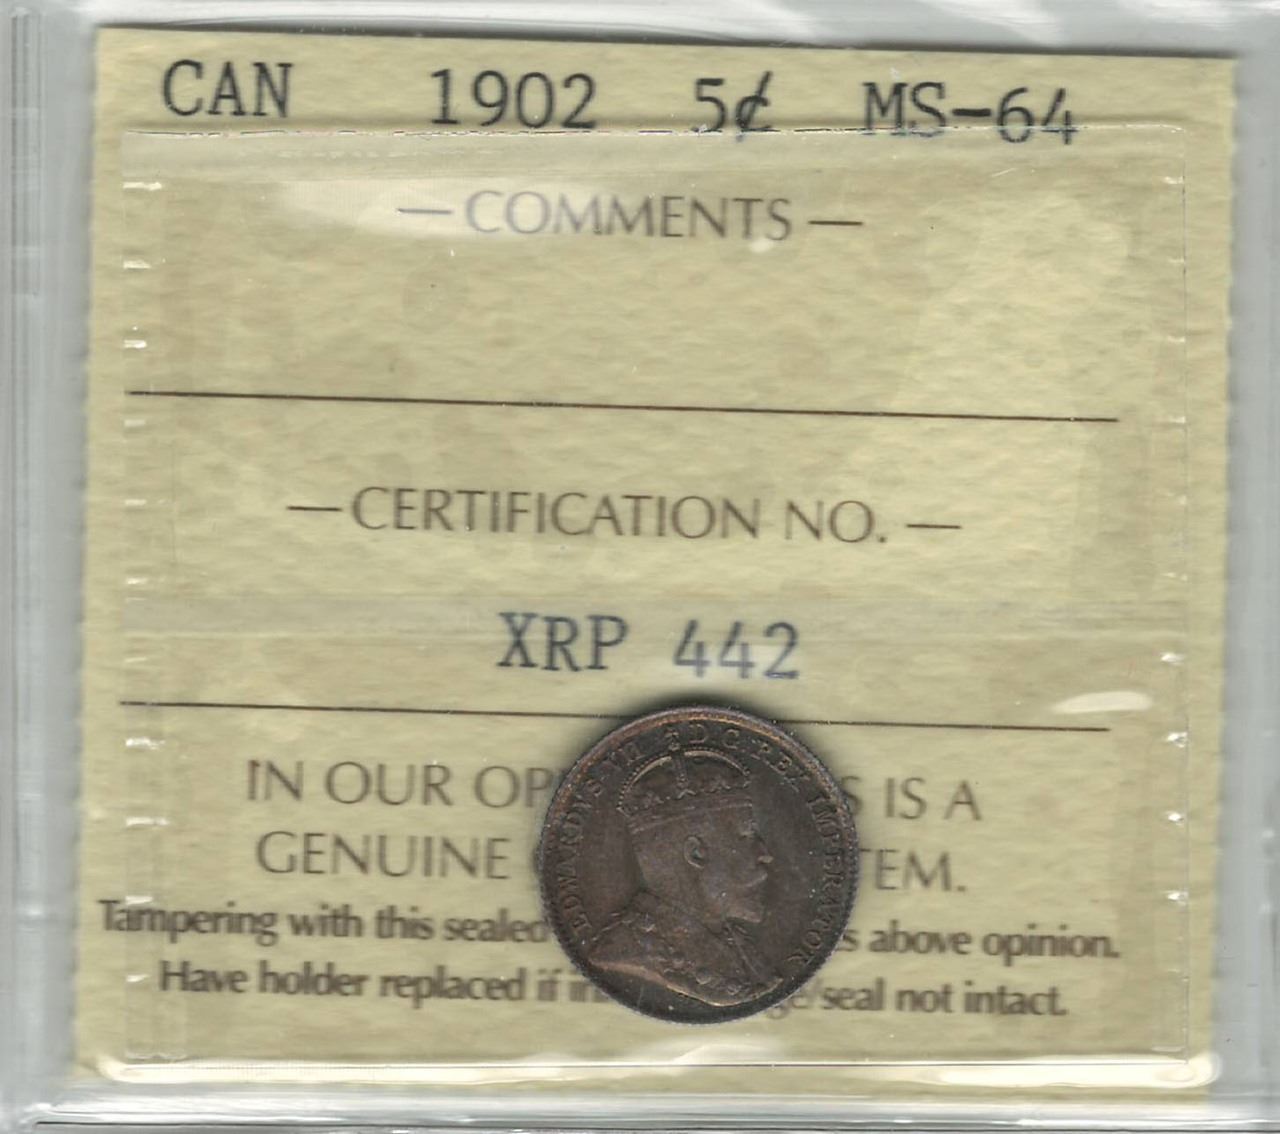 CAN 1902 5¢ MS-64
— COMMENTS —
— CERTIFICATION NO. —
XRP 442
IN OUR OP S IS A
GENUINE TEM.
Tampering with this sealed s above opinion.
Have holder replaced if in ge/seal not intact.
EDWARDVS VII D.G. REX IMPERATOR